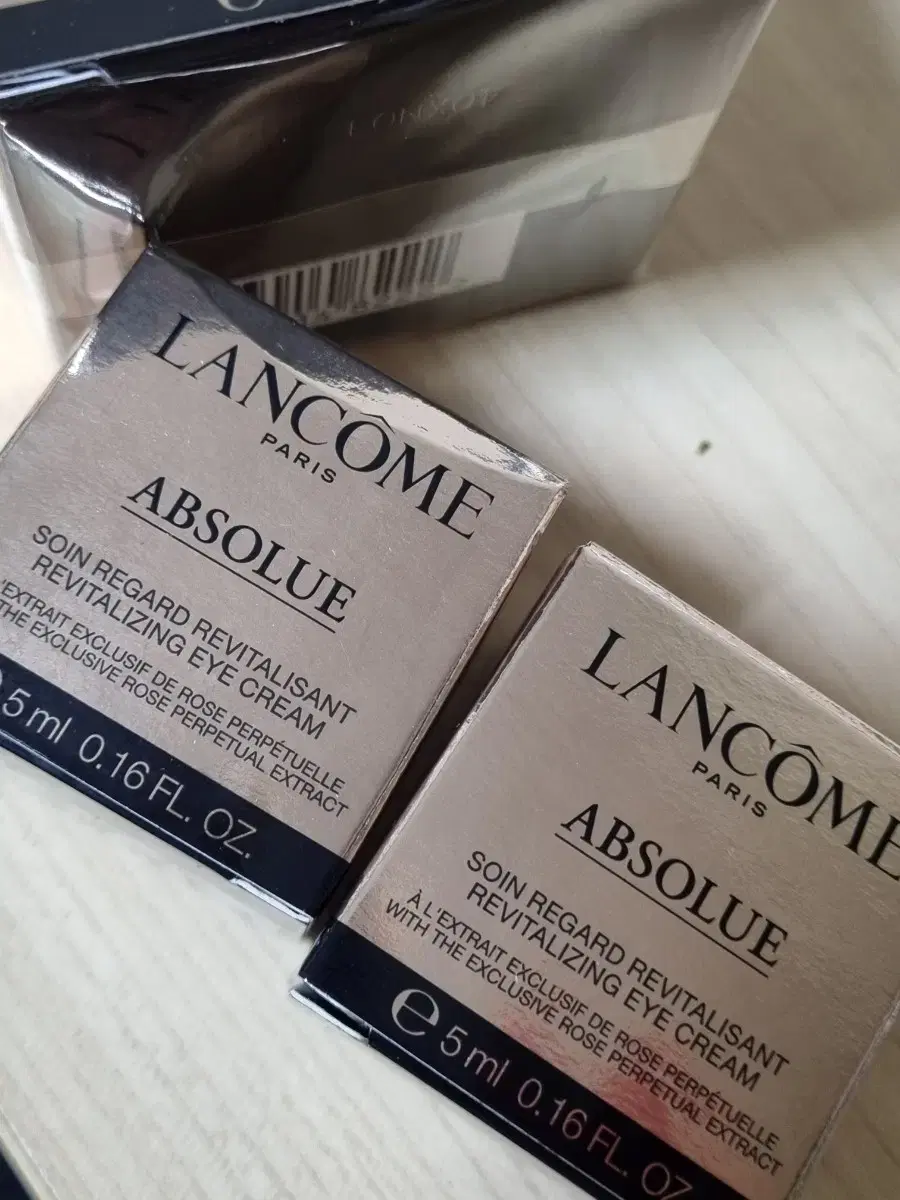 LANCÔME
PARIS
ABSOLUE
SOIN REGARD REVITALISANT
REVITALIZING EYE CREAM
L'EXTRAIT EXCLUSIF DE ROSE PERPÉTUELLE
THE EXCLUSIVE ROSE PERPETUAL EXTRACT
5 ml 0.16 FL. OZ.
LANCÔME
PARIS
ABSOLUE
SOIN REGARD REVITALISANT
REVITALIZING EYE CREAM
À L'EXTRAIT EXCLUSIF DE ROSE PERPÉTUELLE
WITH THE EXCLUSIVE ROSE PERPETUAL EXTRACT
e 5 ml 0.16 FL. OZ